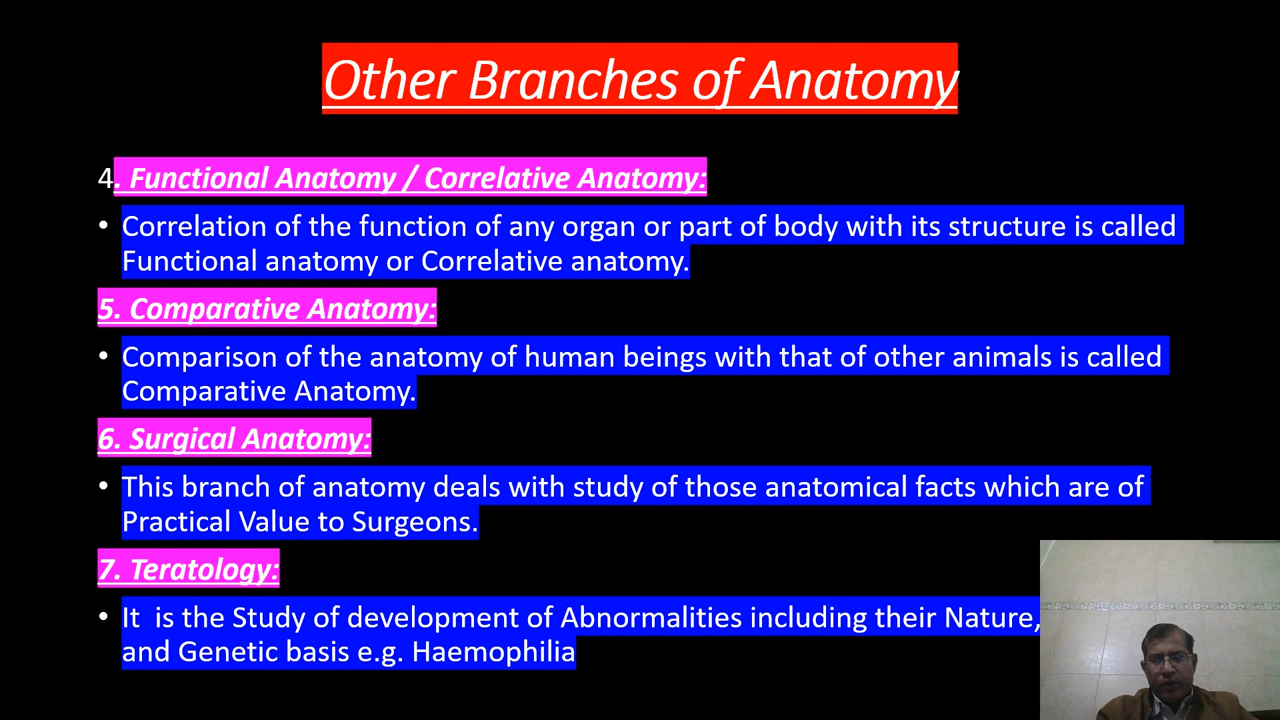 Other Branches of Anatomy
4. Functional Anatomy / Correlative Anatomy:
• Correlation of the function of any organ or part of body with its structure is called
Functional anatomy or Correlative anatomy.
5. Comparative Anatomy:
• Comparison of the anatomy of human beings with that of other animals is called
Comparative Anatomy.
6. Surgical Anatomy:
• This branch of anatomy deals with study of those anatomical facts which are of
Practical Value to Surgeons.
7. Teratology:
• It is the Study of development of Abnormalities including their Nature,
and Genetic basis e.g. Haemophilia